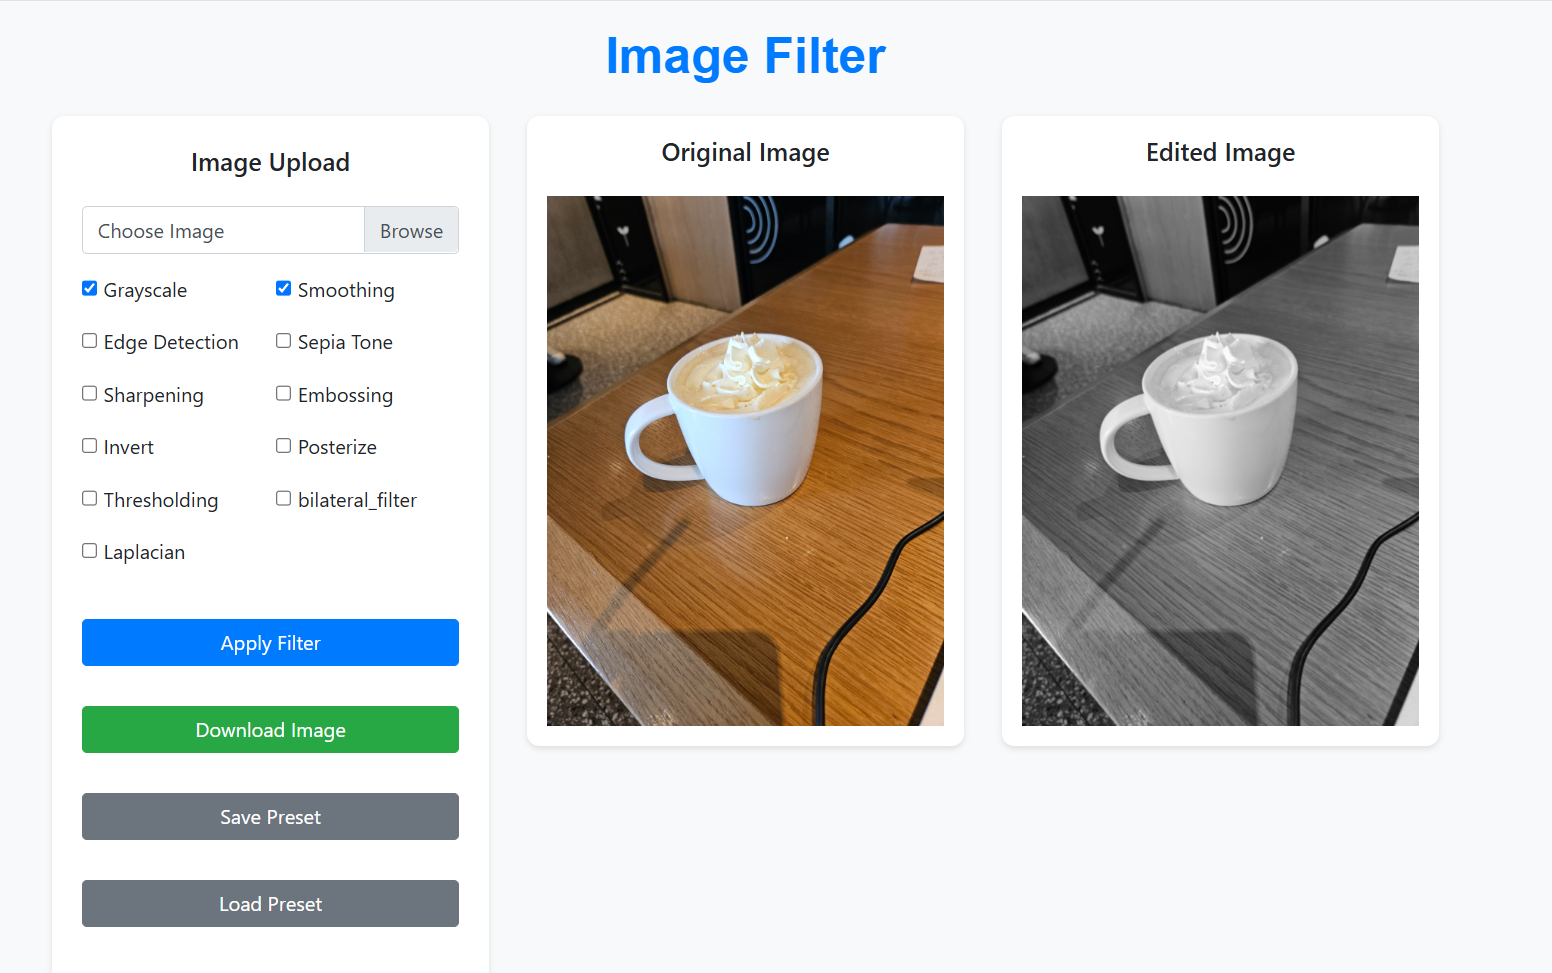 Image Filter
Image Upload
Choose Image Browse
Grayscale Smoothing
Edge Detection Sepia Tone
Sharpening Embossing
Invert Posterize
Thresholding bilateral_filter
Laplacian
Apply Filter
Download Image
Save Preset
Load Preset
Original Image
Edited Image